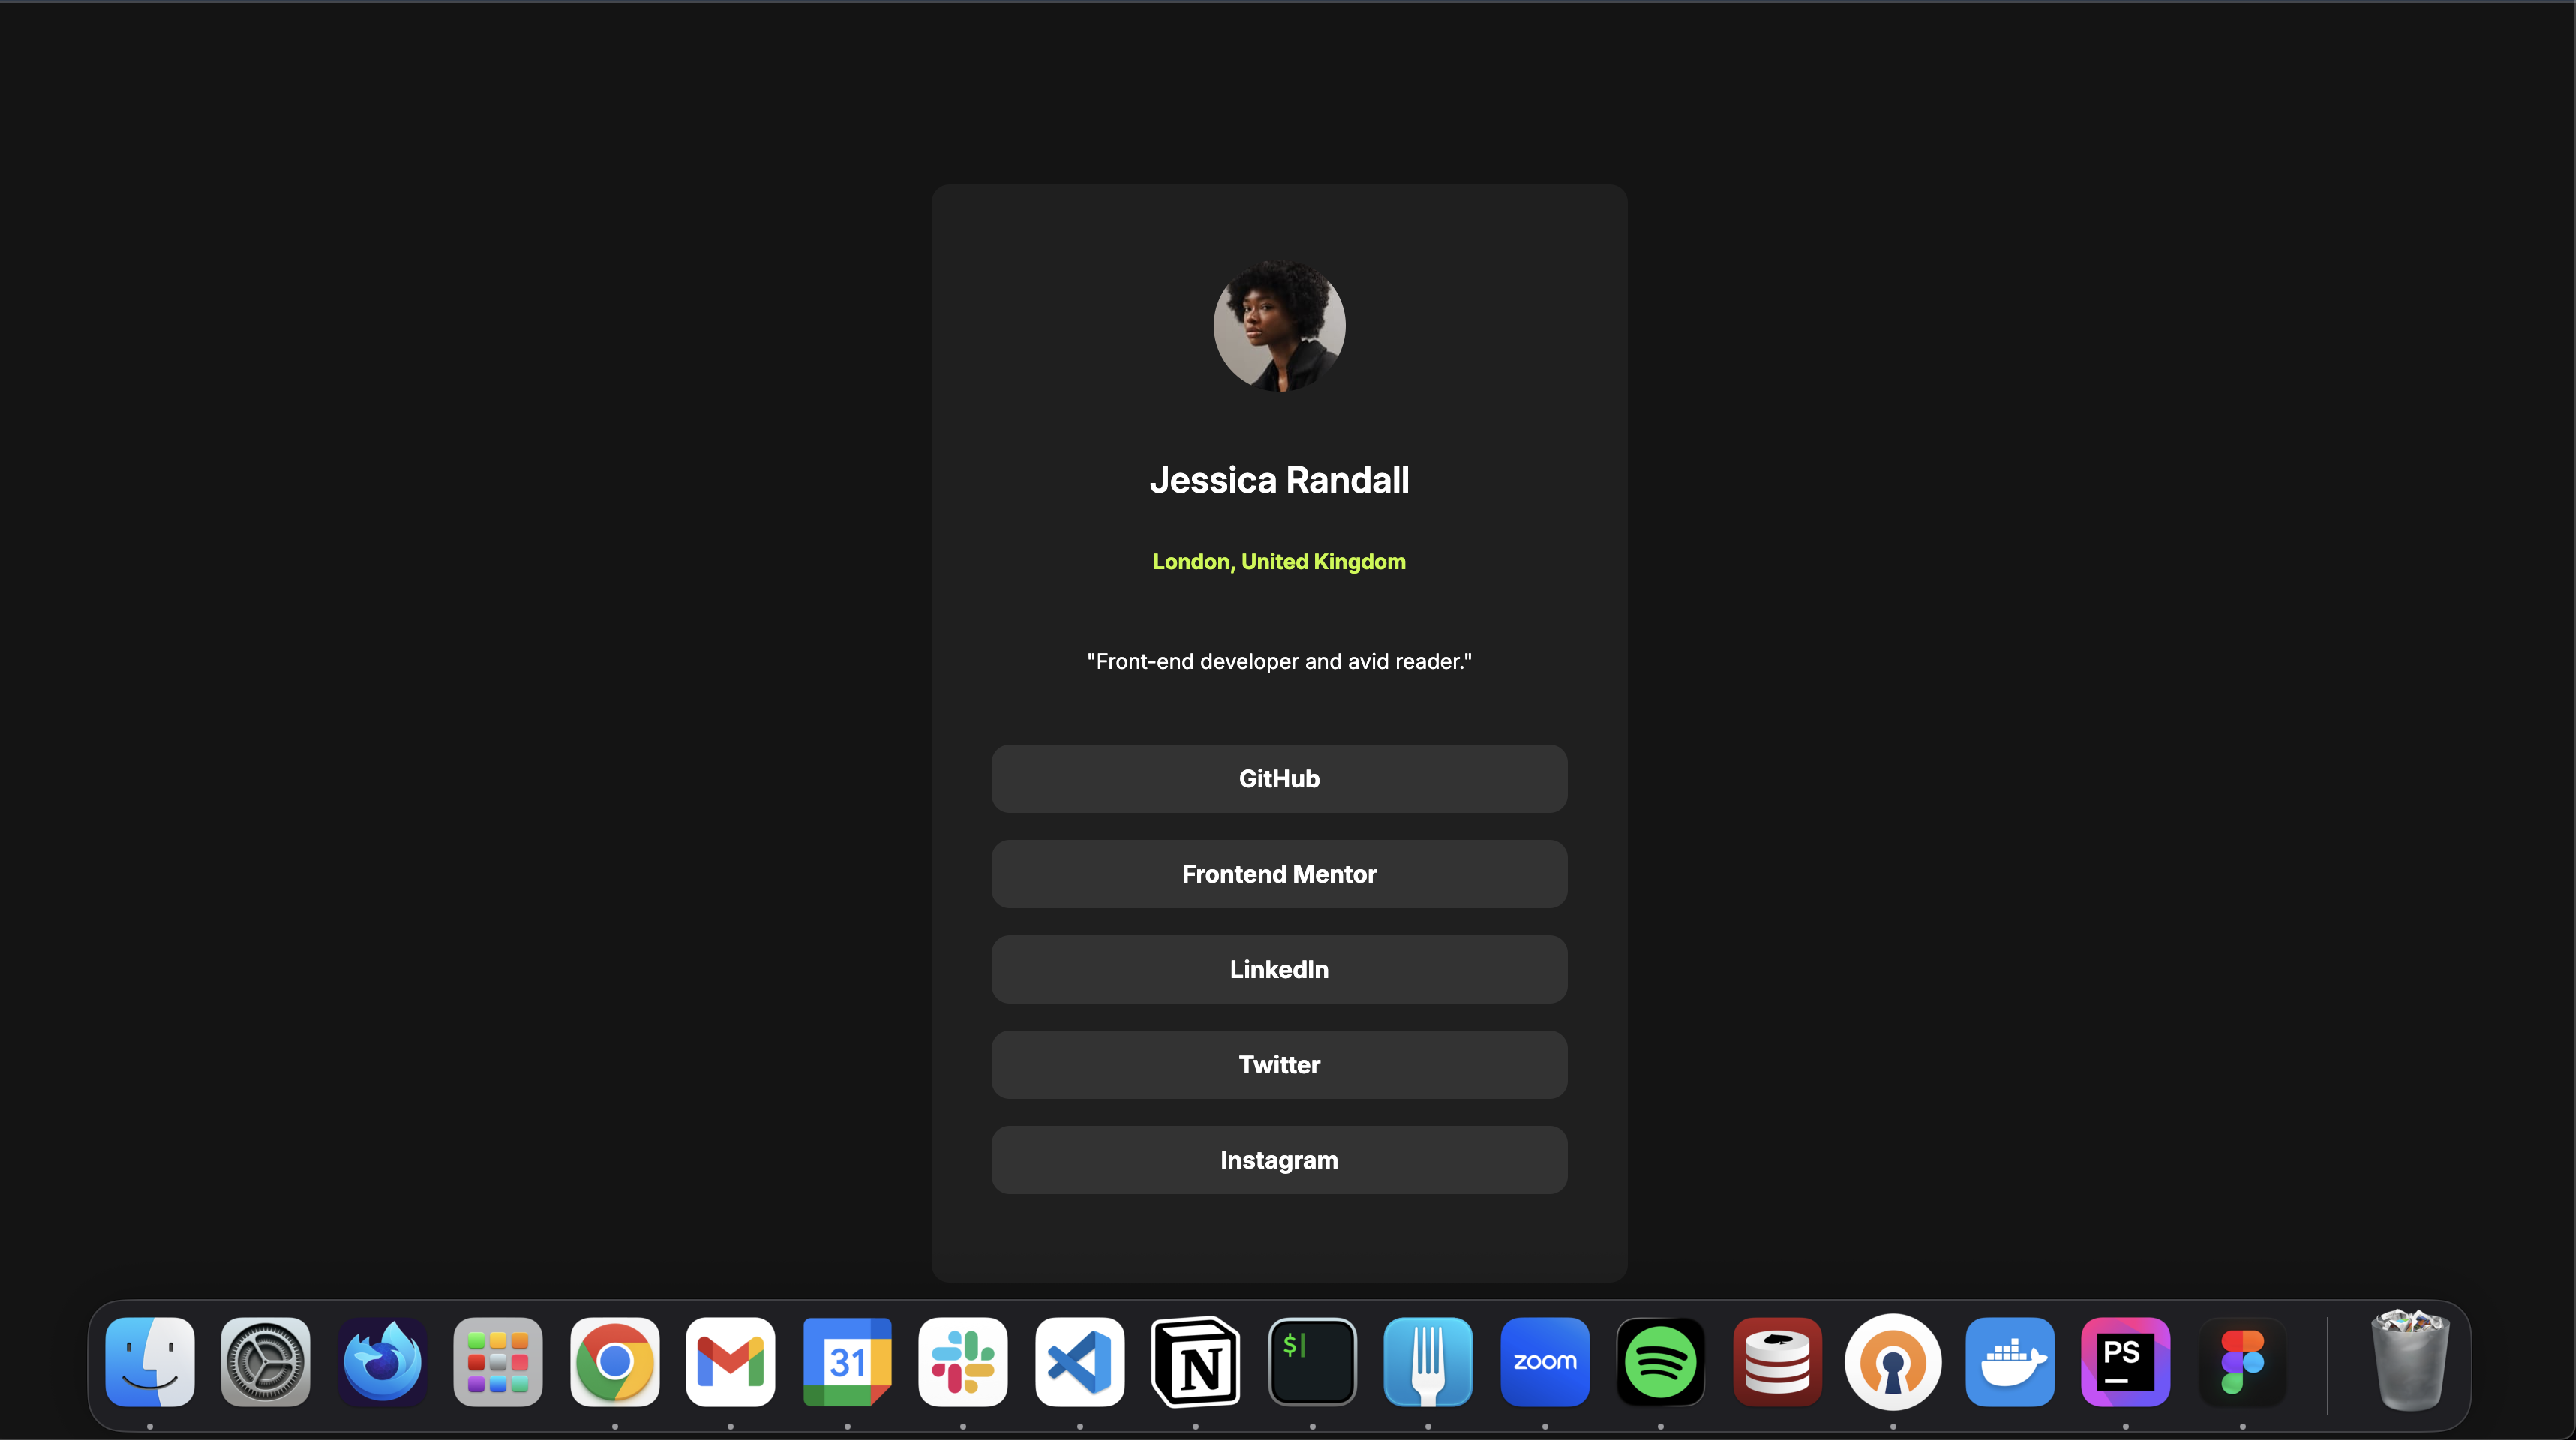 Jessica Randall
London, United Kingdom
"Front-end developer and avid reader."
GitHub
Frontend Mentor
LinkedIn
Twitter
Instagram
31
N
$
zoom
PS